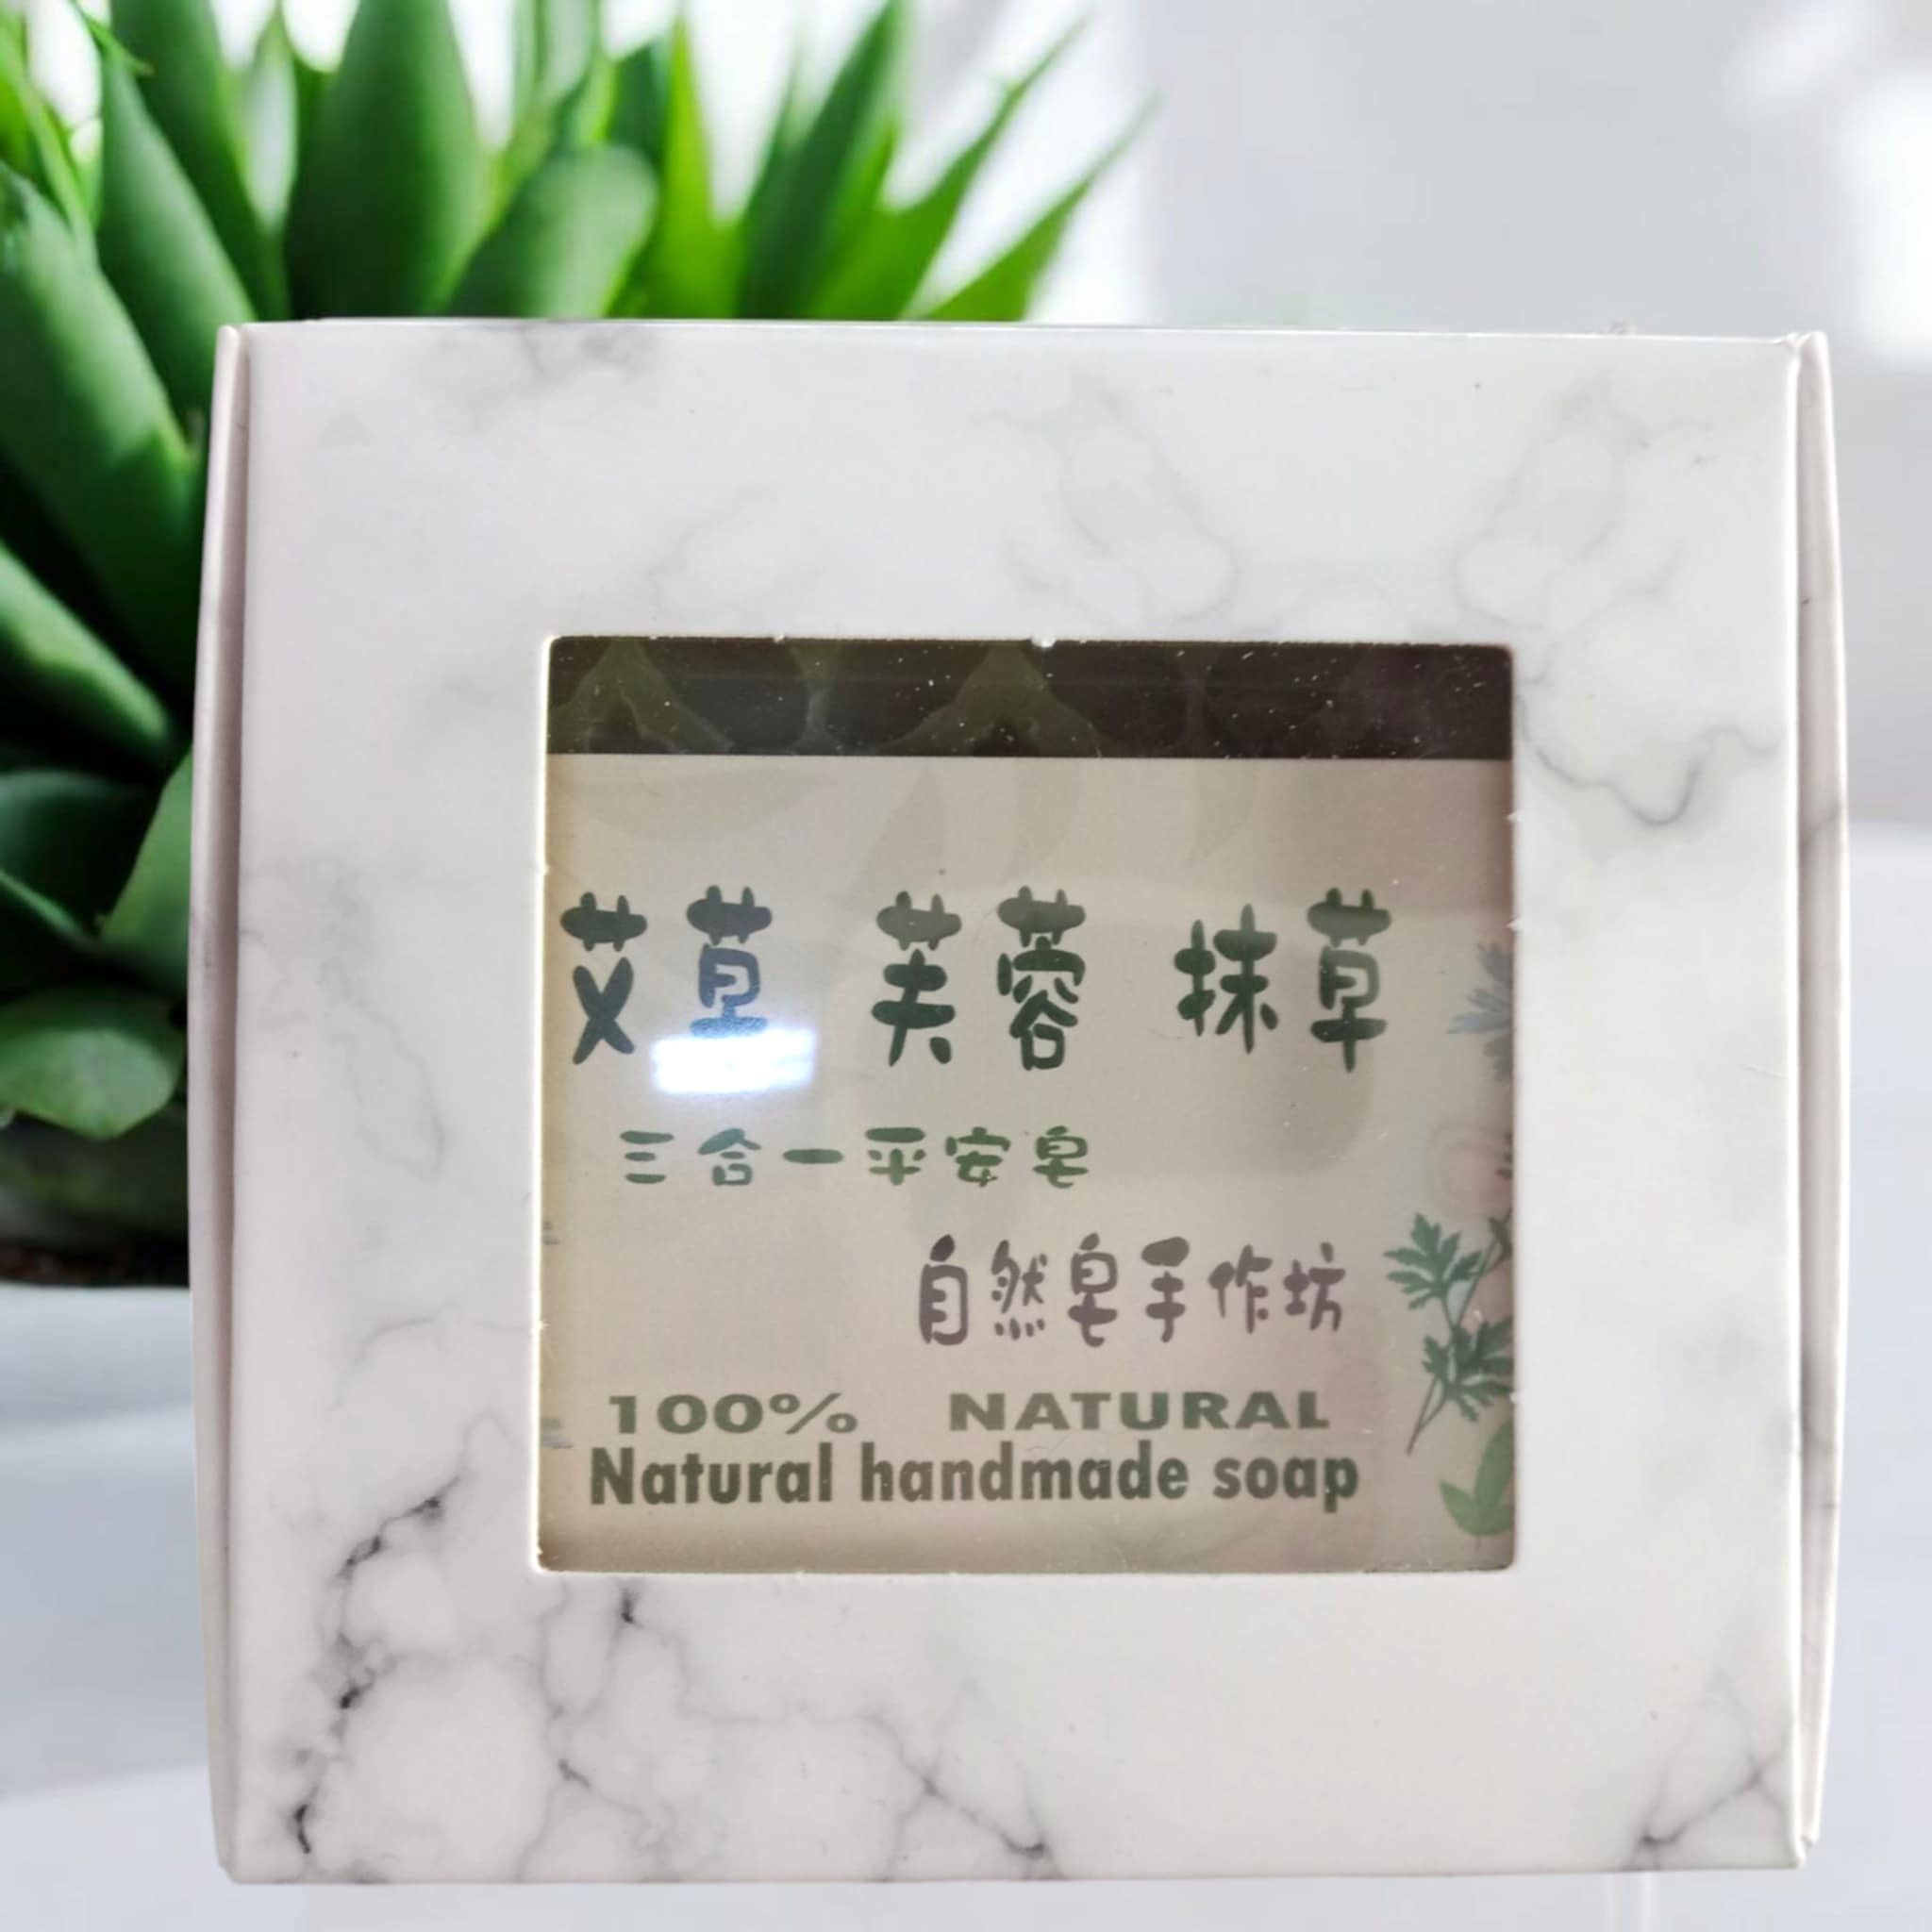 艾草 芙蓉 抹草
三合一平安皂
自然皂手作坊
100% NATURAL
Natural handmade soap